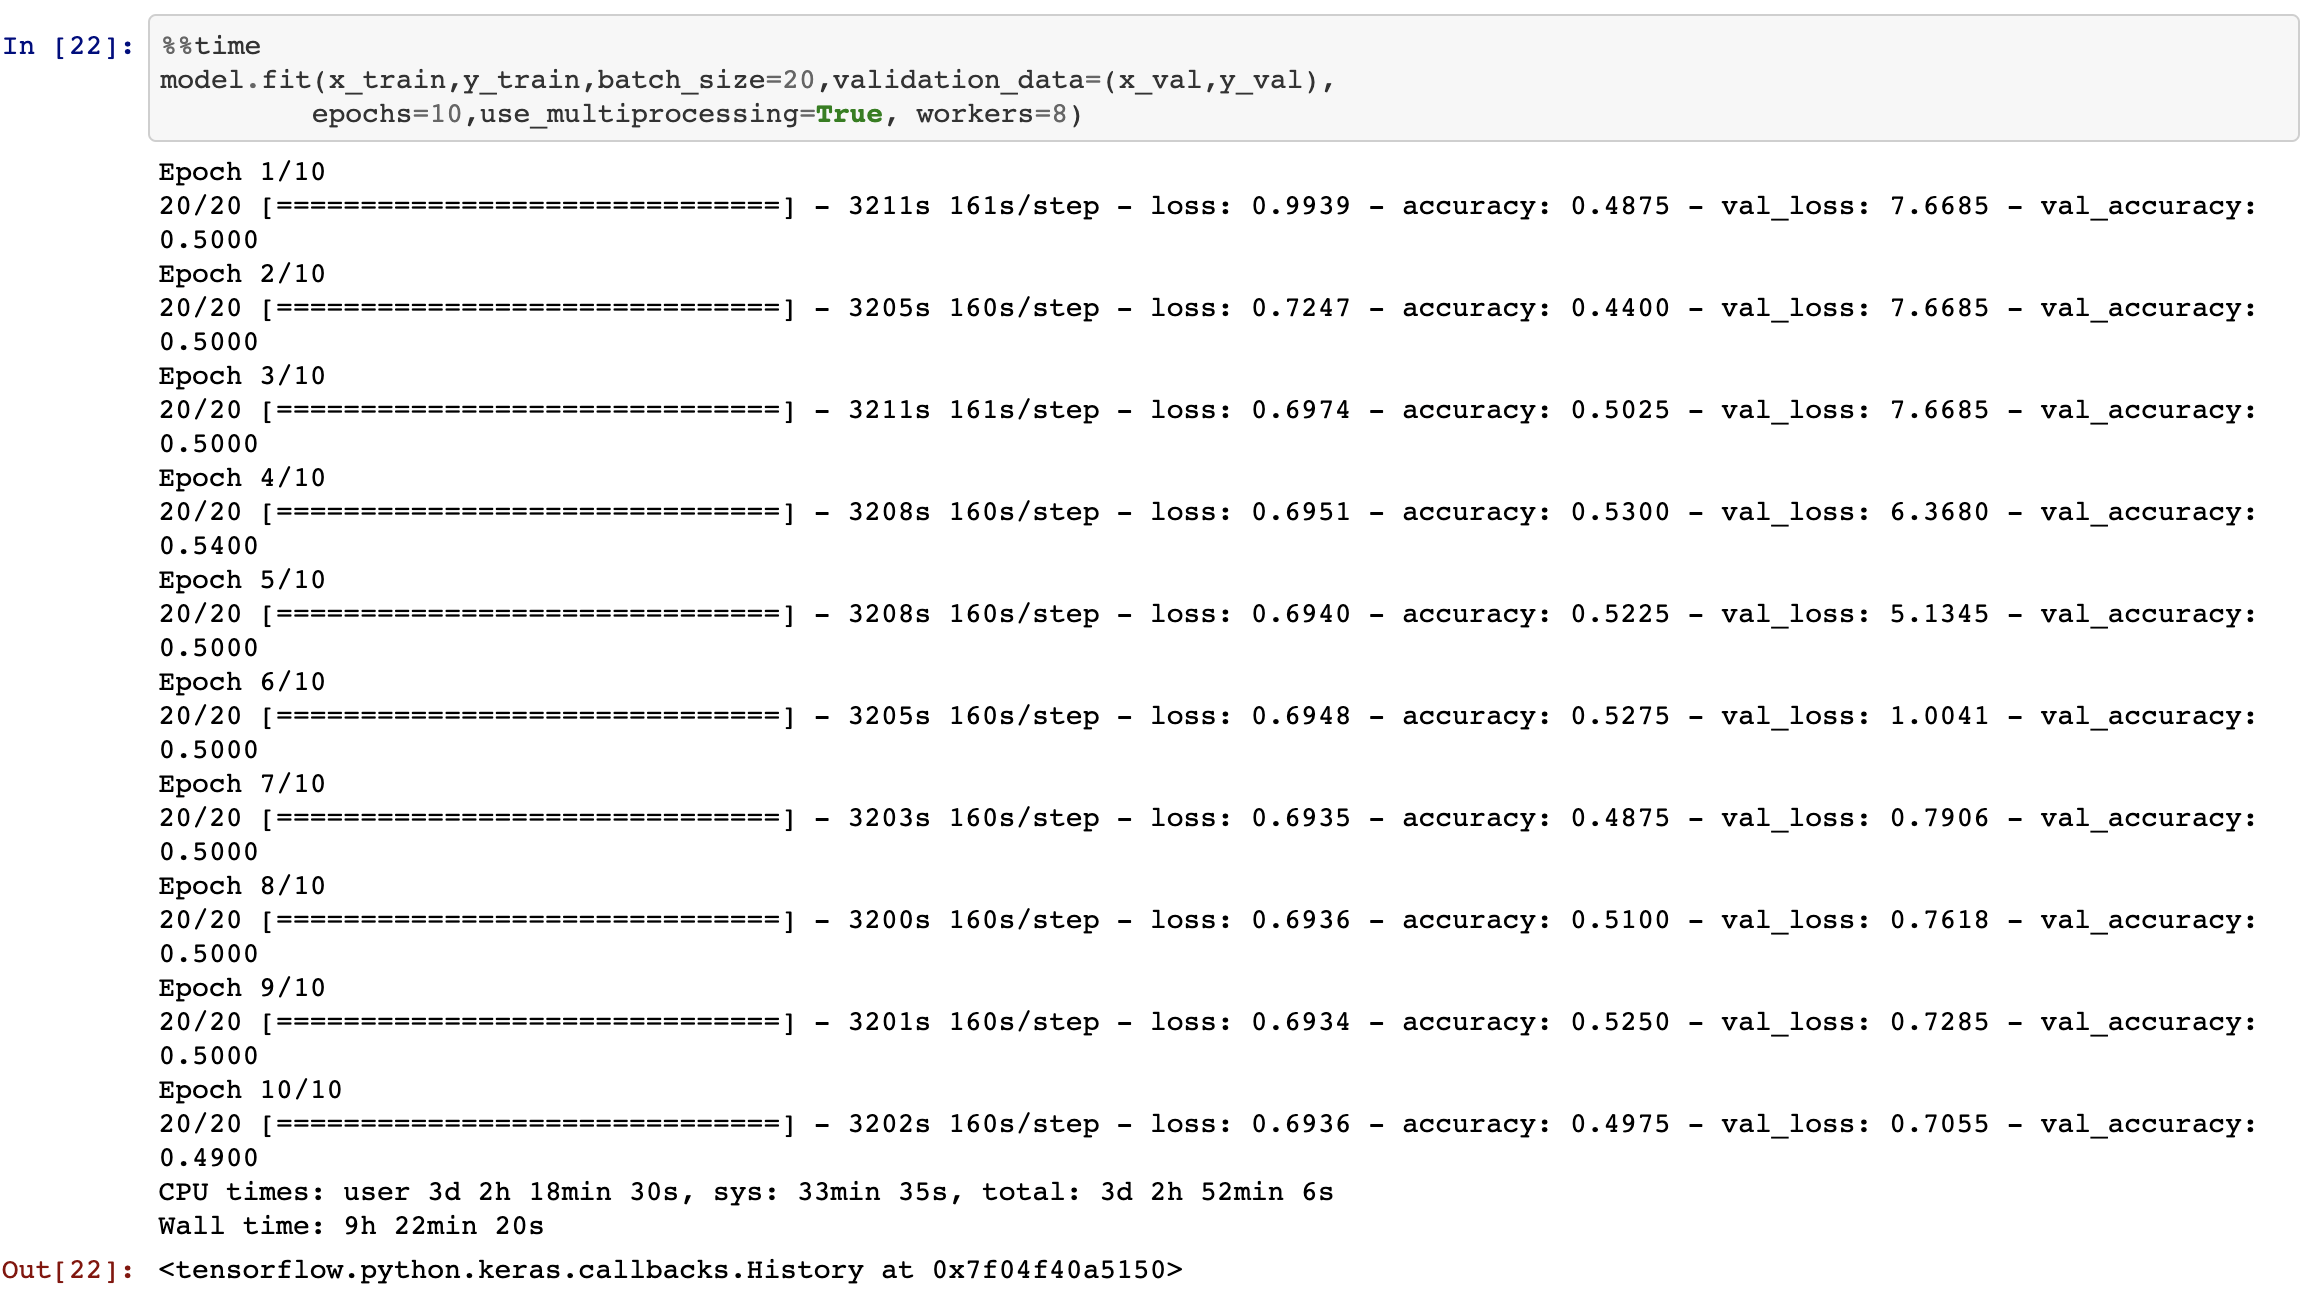 In [22]: %%time
model.fit(x_train,y_train,batch_size=20,validation_data=(x_val,y_val),
epochs=10,use_multiprocessing=True, workers=8)
Epoch 1/10
20/20 [==============================] - 3211s 161s/step - loss: 0.9939 - accuracy: 0.4875 - val_loss: 7.6685 - val_accuracy:
0.5000
Epoch 2/10
20/20 [==============================] - 3205s 160s/step - loss: 0.7247 - accuracy: 0.4400 - val_loss: 7.6685 - val_accuracy:
0.5000
Epoch 3/10
20/20 [==============================] - 3211s 161s/step - loss: 0.6974 - accuracy: 0.5025 - val_loss: 7.6685 - val_accuracy:
0.5000
Epoch 4/10
20/20 [==============================] - 3208s 160s/step - loss: 0.6951 - accuracy: 0.5300 - val_loss: 6.3680 - val_accuracy:
0.5400
Epoch 5/10
20/20 [==============================] - 3208s 160s/step - loss: 0.6940 - accuracy: 0.5225 - val_loss: 5.1345 - val_accuracy:
0.5000
Epoch 6/10
20/20 [==============================] - 3205s 160s/step - loss: 0.6948 - accuracy: 0.5275 - val_loss: 1.0041 - val_accuracy:
0.5000
Epoch 7/10
20/20 [==============================] - 3203s 160s/step - loss: 0.6935 - accuracy: 0.4875 - val_loss: 0.7906 - val_accuracy:
0.5000
Epoch 8/10
20/20 [==============================] - 3200s 160s/step - loss: 0.6936 - accuracy: 0.5100 - val_loss: 0.7618 - val_accuracy:
0.5000
Epoch 9/10
20/20 [==============================] - 3201s 160s/step - loss: 0.6934 - accuracy: 0.5250 - val_loss: 0.7285 - val_accuracy:
0.5000
Epoch 10/10
20/20 [==============================] - 3202s 160s/step - loss: 0.6936 - accuracy: 0.4975 - val_loss: 0.7055 - val_accuracy:
0.4900
CPU times: user 3d 2h 18min 30s, sys: 33min 35s, total: 3d 2h 52min 6s
Wall time: 9h 22min 20s
Out[22]: <tensorflow.python.keras.callbacks.History at 0x7f04f40a5150>